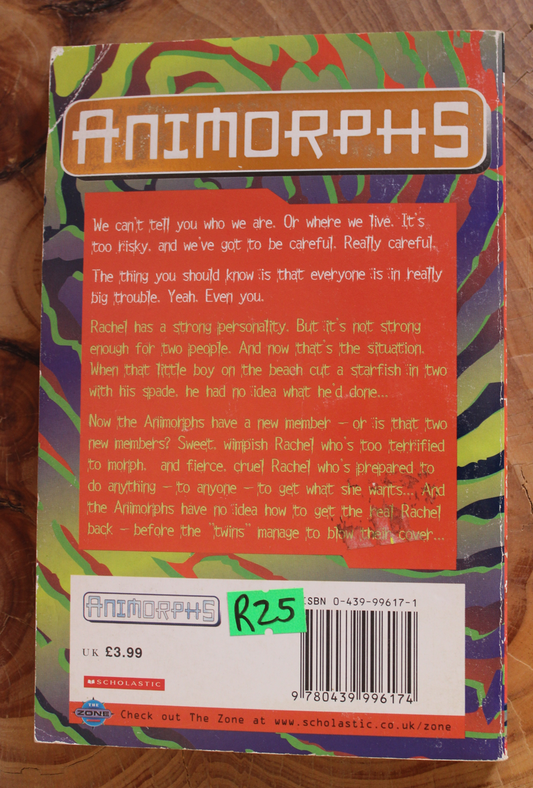 ANIMORPHS
We can't tell you who we are. Or where we live. It's
too risky, and we've got to be careful. Really careful.
The thing you should know is that everyone is in really
big trouble. Yeah. Even you.
Rachel has a strong personality. But it's not strong
enough for two people. And now that's the situation.
When that little boy on the beach cut a starfish in two
with his spade, he had no idea what he'd done...
Now the Animorphs have a new member – or is that two
new members? Sweet, wimpish Rachel who's too terrified
to morph, and fierce, cruel Rachel who's prepared to
do anything – to anyone – to get what she wants... And
the Animorphs have no idea how to get the real Rachel
back – before the "twins" manage to blow their cover...
ANIMORPHS
R25
ISBN 0-439-99617-1
UK £3.99
SCHOLASTIC
9 780439 996174
THE ZONE
Check out The Zone at www.scholastic.co.uk/zone